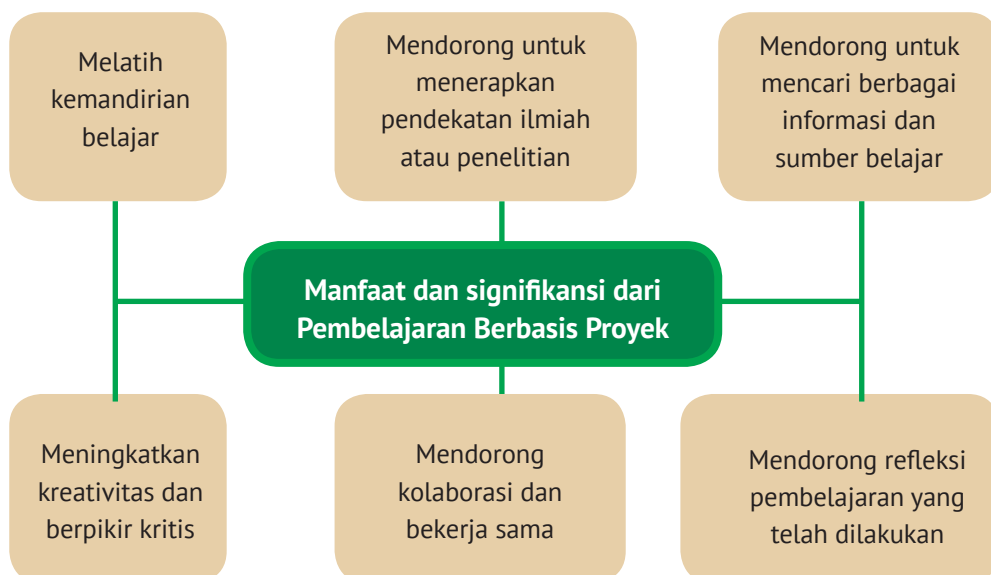 Melatih
kemandirian
belajar
Mendorong untuk
menerapkan
pendekatan ilmiah
atau penelitian
Mendorong untuk
mencari berbagai
informasi dan
sumber belajar
Manfaat dan signifikansi dari
Pembelajaran Berbasis Proyek
Meningkatkan
kreativitas dan
berpikir kritis
Mendorong
kolaborasi dan
bekerja sama
Mendorong refleksi
pembelajaran yang
telah dilakukan